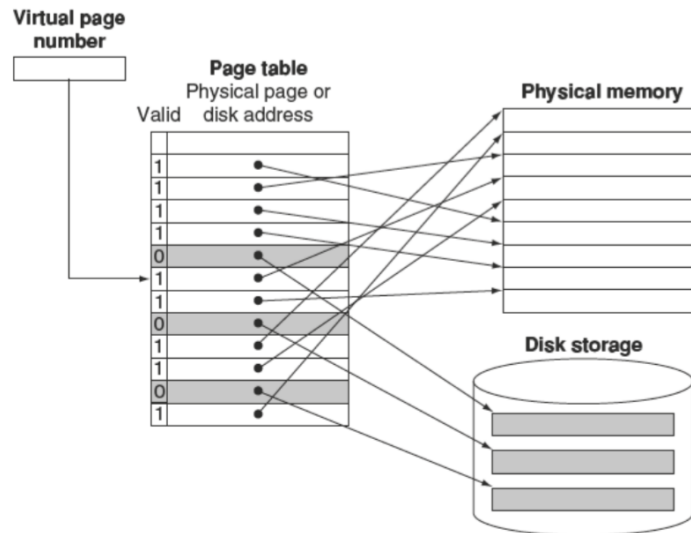 Virtual page
number
Page table
Physical page or
Valid disk address
Physical memory
1
1
1
1
0
1
1
0
1
1
0
1
Disk storage